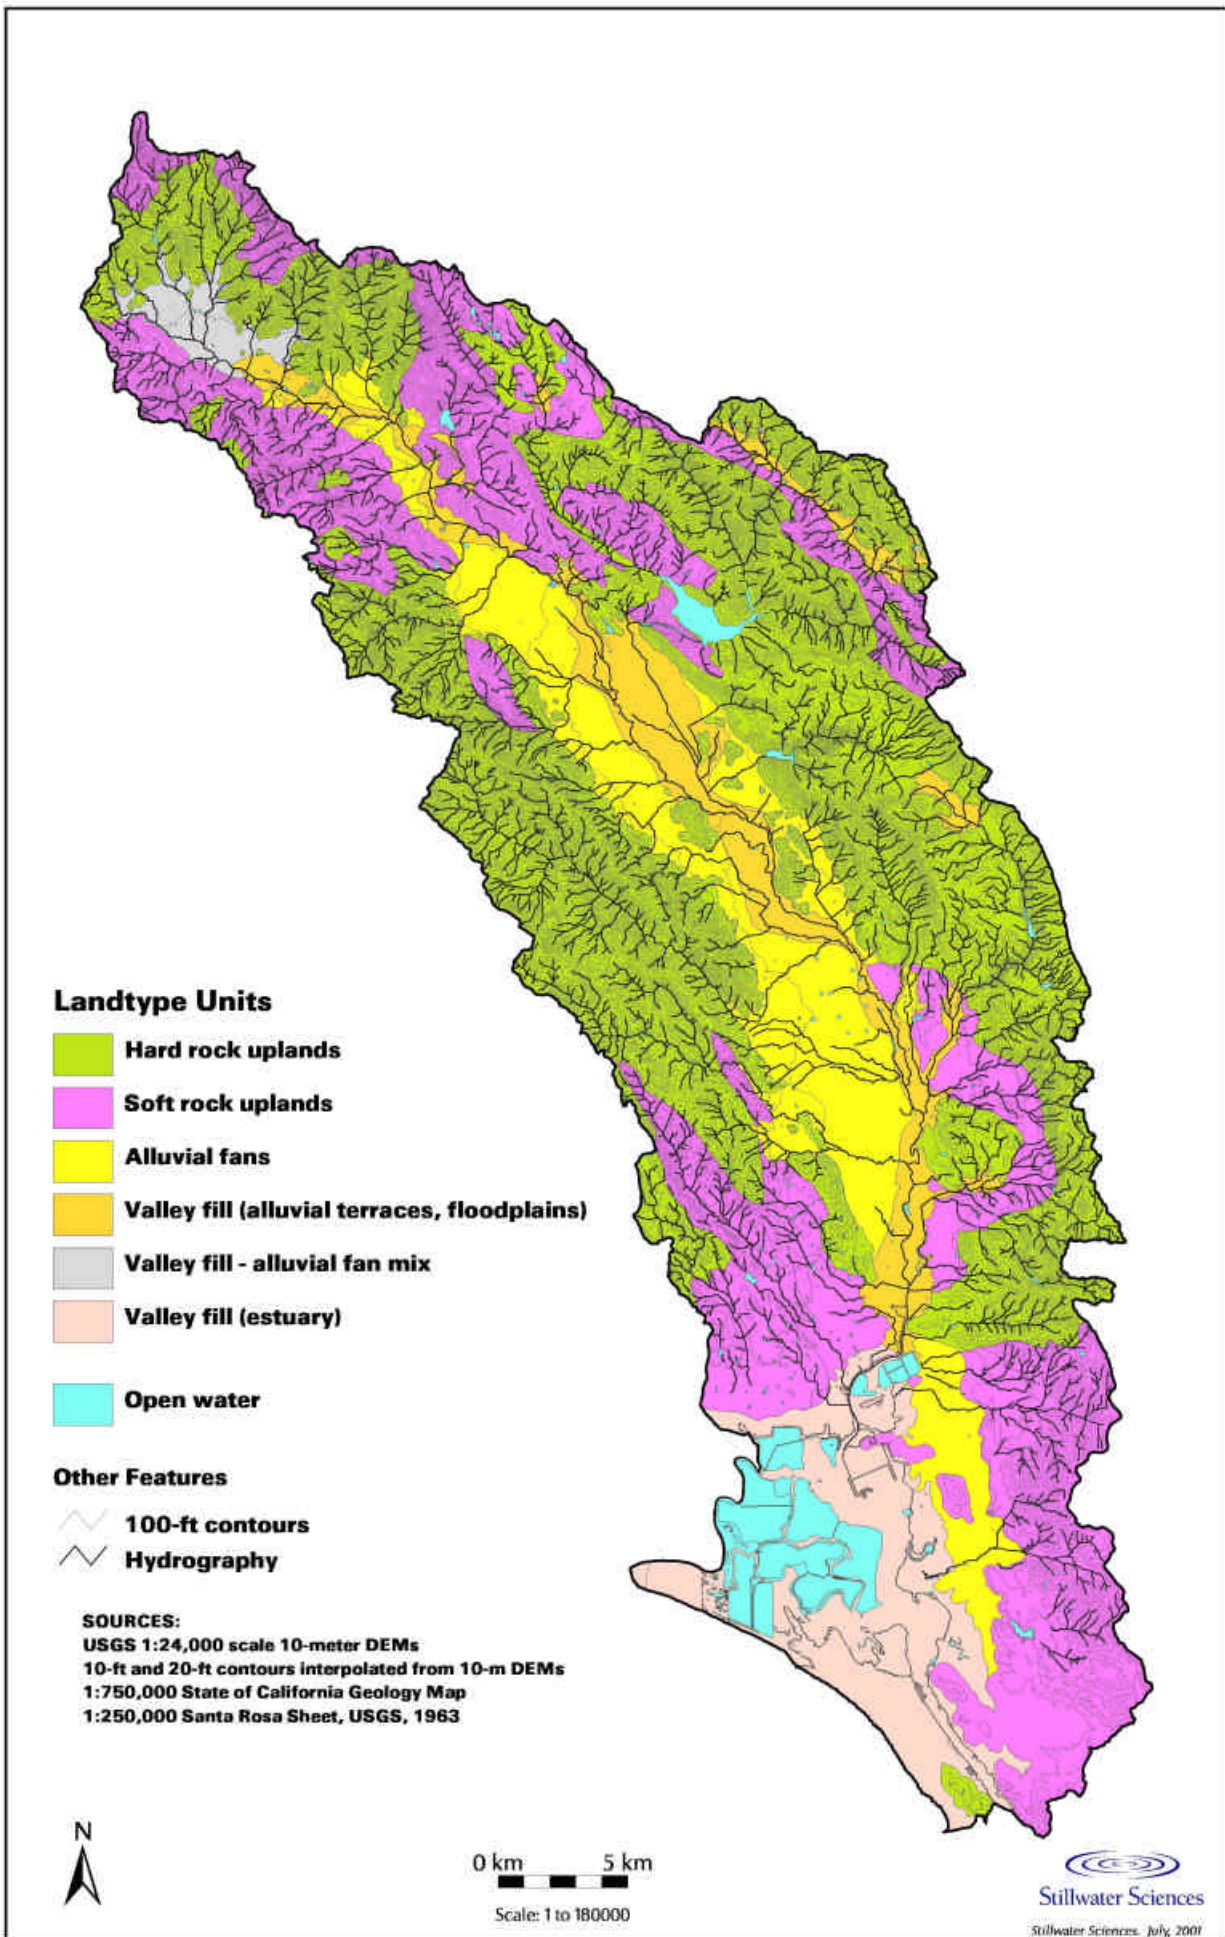 Landtype Units
Hard rock uplands
Soft rock uplands
Alluvial fans
Valley fill (alluvial terraces, floodplains)
Valley fill - alluvial fan mix
Valley fill (estuary)
Open water
Other Features
100-ft contours
Hydrography
SOURCES:
USGS 1:24,000 scale 10-meter DEMs
10-ft and 20-ft contours interpolated from 10-m DEMs
1:750,000 State of California Geology Map
1:250,000 Santa Rosa Sheet, USGS, 1963
N
0 km 5 km
Scale: 1 to 180000
Stillwater Sciences
Stillwater Sciences. July, 2001